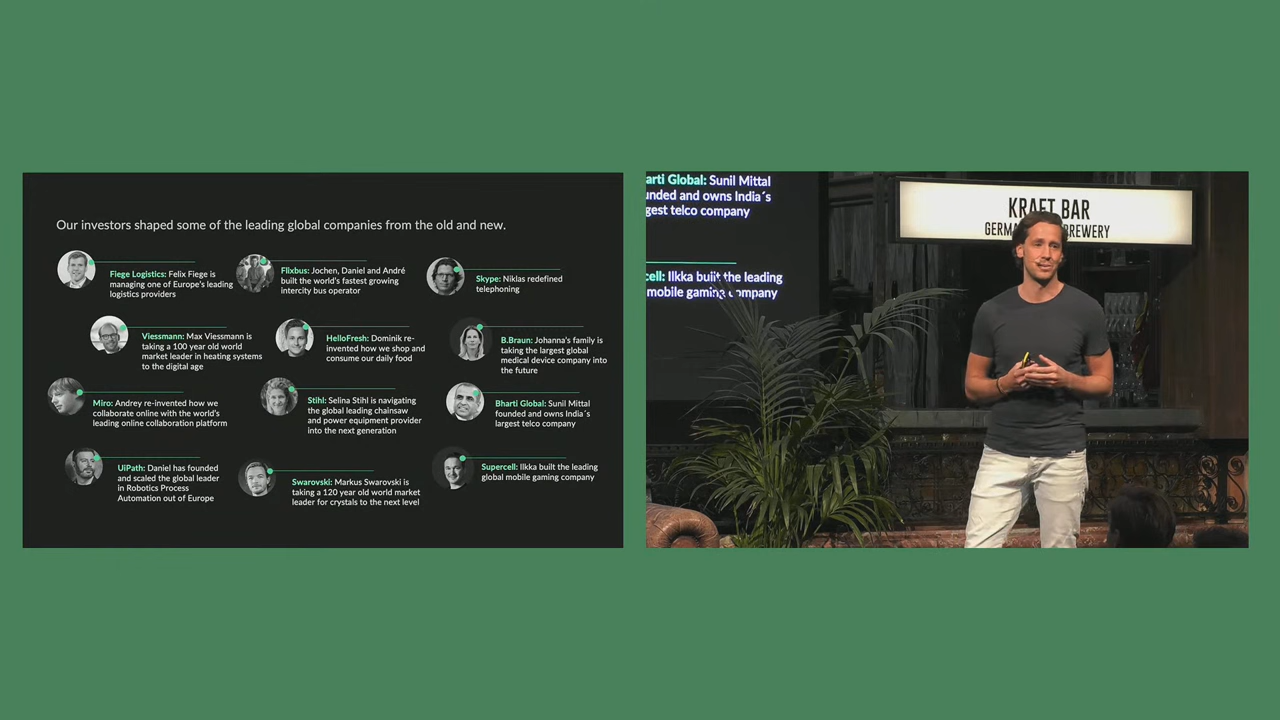 Our investors shaped some of the leading global companies from the old and new.
Fiege Logistics: Felix Fiege is
managing one of Europe's leading
logistics providers
Flixbus: Jochen, Daniel and André
built the world's fastest growing
intercity bus operator
Skype: Niklas redefined
telephoning
Viessmann: Max Viessmann is
taking a 100 year old world
market leader in heating systems
to the digital age
HelloFresh: Dominik re-
invented how we shop and
consume our daily food
B.Braun: Johanna's family is
taking the largest global
medical device company into
the future
Miro: Andrey re-invented how we
collaborate online with the world's
leading online collaboration platform
Stihl: Selina Stihl is navigating
the global leading chainsaw
and power equipment provider
into the next generation
Bharti Global: Sunil Mittal
founded and owns India´s
largest telco company
UiPath: Daniel has founded
and scaled the global leader
in Robotics Process
Automation out of Europe
Swarovski: Markus Swarovski is
taking a 120 year old world market
leader for crystals to the next level
Supercell: Ilkka built the leading
global mobile gaming company
arti Global: Sunil Mittal
unded and owns India´s
gest telco company
cell: Ilkka built the leading
mobile gaming company
KRAFT BAR
GERMA BREWERY